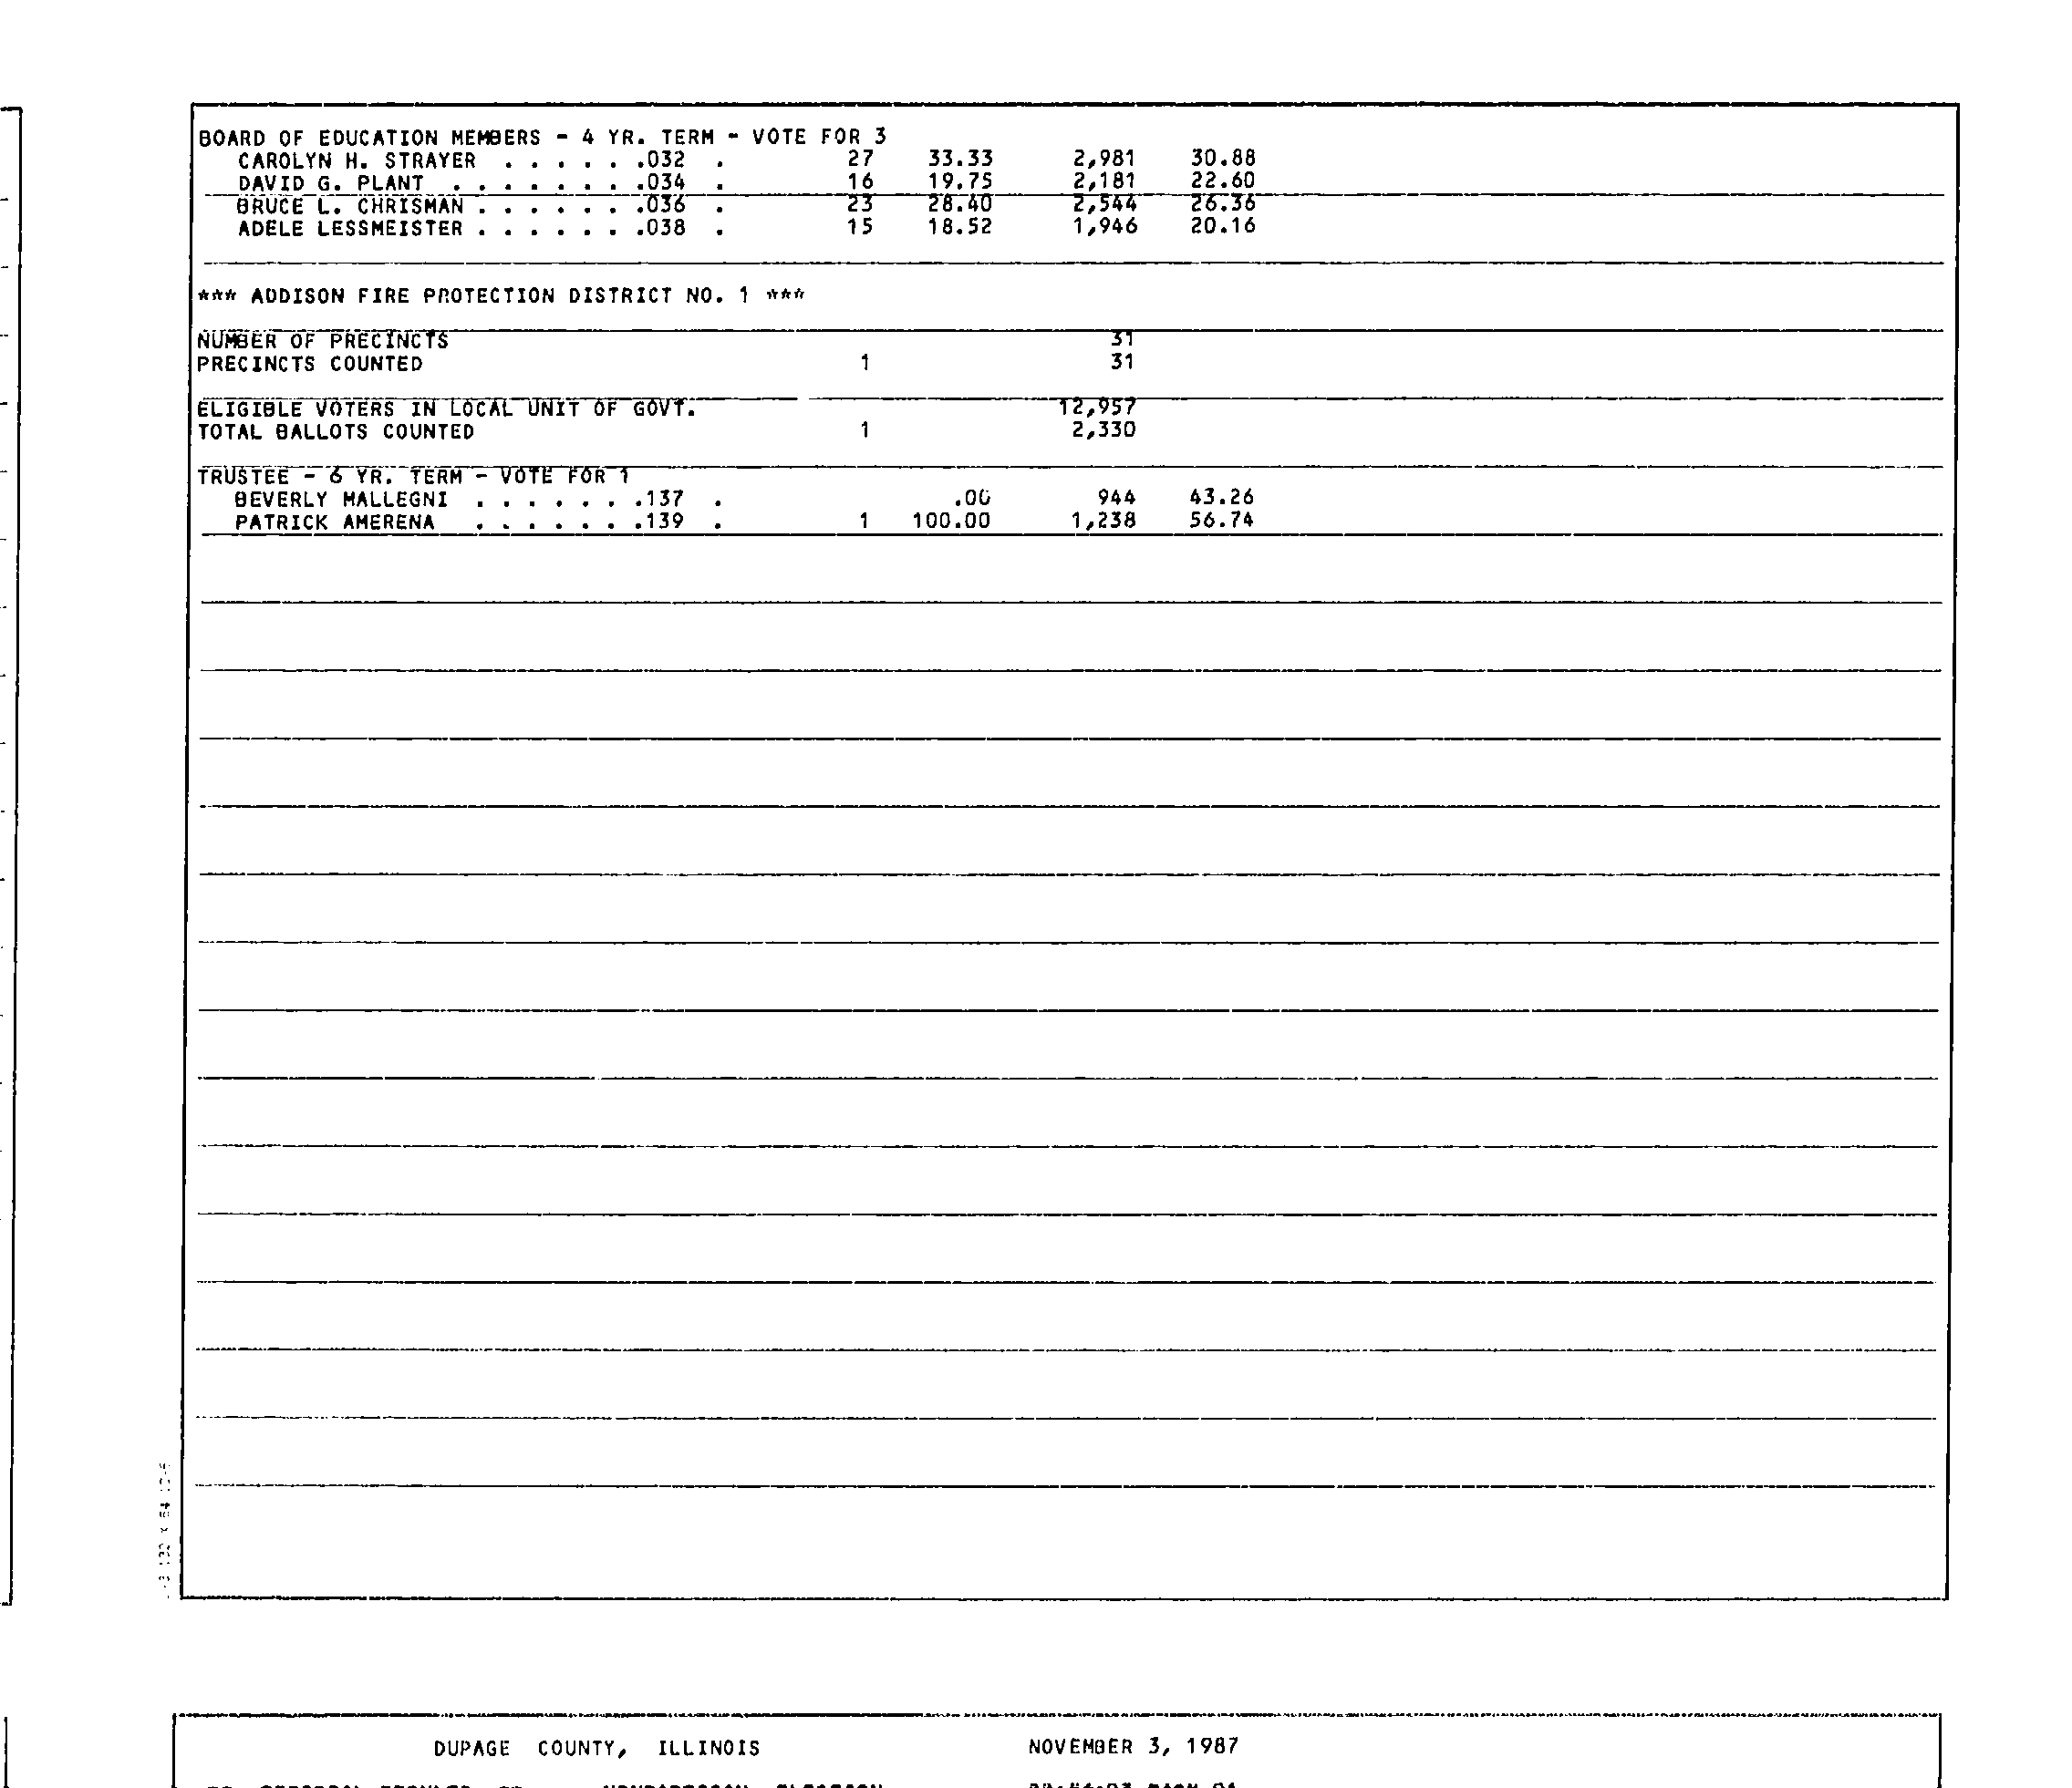 BOARD OF EDUCATION MEMBERS - 4 YR. TERM - VOTE FOR 3
CAROLYN H. STRAYER . . . . . .032 . 27 33.33 2,981 30.88
DAVID G. PLANT . . . . . . . .034 . 16 19.75 2,181 22.60
BRUCE L. CHRISMAN . . . . . . .036 . 23 28.40 2,544 26.36
ADELE LESSMEISTER . . . . . . .038 . 15 18.52 1,946 20.16
*** ADDISON FIRE PROTECTION DISTRICT NO. 1 ***
NUMBER OF PRECINCTS 31
PRECINCTS COUNTED 1 31
ELIGIBLE VOTERS IN LOCAL UNIT OF GOVT. 12,957
TOTAL BALLOTS COUNTED 1 2,330
TRUSTEE - 6 YR. TERM - VOTE FOR 1
BEVERLY MALLEGNI . . . . . . .137 . .00 944 43.26
PATRICK AMERENA . . . . . . .139 . 1 100.00 1,238 56.74
DUPAGE COUNTY, ILLINOIS NOVEMBER 3, 1987